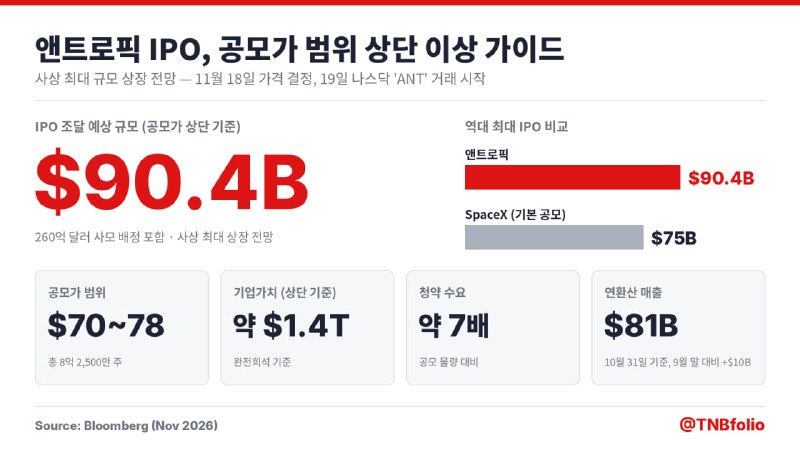 앤트로픽 IPO, 공모가 범위 상단 이상 가이드
사상 최대 규모 상장 전망 — 11월 18일 가격 결정, 19일 나스닥 'ANT' 거래 시작
IPO 조달 예상 규모 (공모가 상단 기준)
$90.4B
260억 달러 사모 배정 포함 · 사상 최대 상장 전망
역대 최대 IPO 비교
앤트로픽
$90.4B
SpaceX (기본 공모)
$75B
공모가 범위
$70~78
총 8억 2,500만 주
기업가치 (상단 기준)
약 $1.4T
완전희석 기준
청약 수요
약 7배
공모 물량 대비
연환산 매출
$81B
10월 31일 기준, 9월 말 대비 +$10B
Source: Bloomberg (Nov 2026)
@TNBfolio